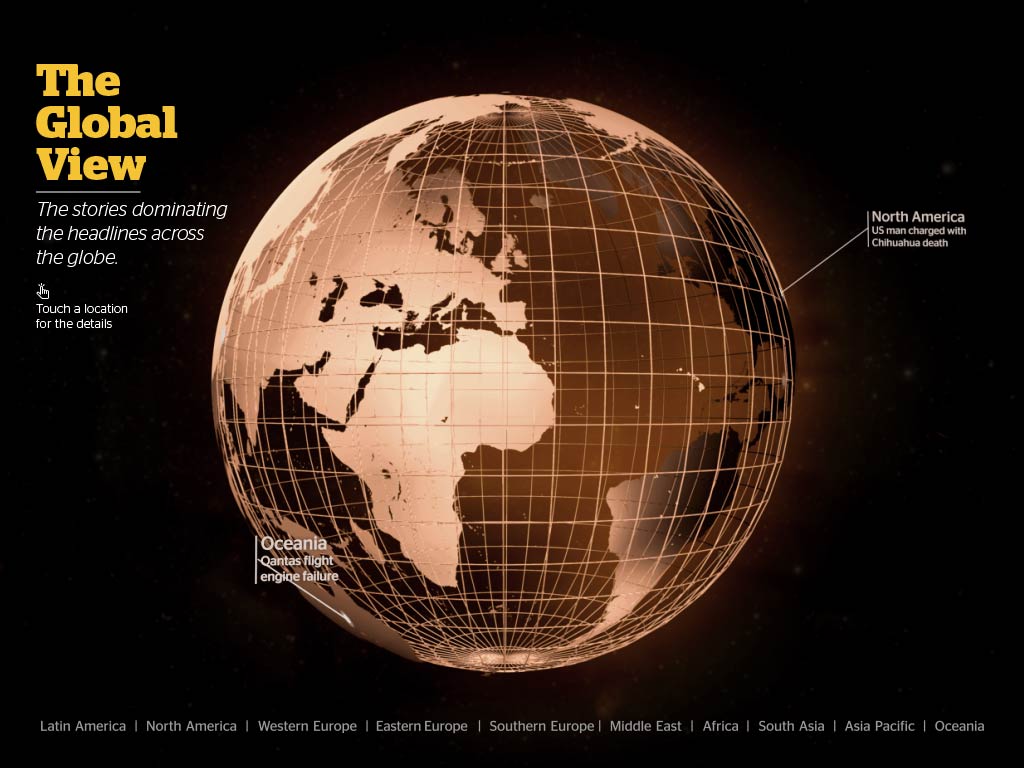 The
Global
View
The stories dominating
the headlines across
the globe.
Touch a location
for the details
North America
US man charged with
Chihuahua death
Oceania
Qantas flight
engine failure
Latin America | North America | Western Europe | Eastern Europe | Southern Europe | Middle East | Africa | South Asia | Asia Pacific | Oceania